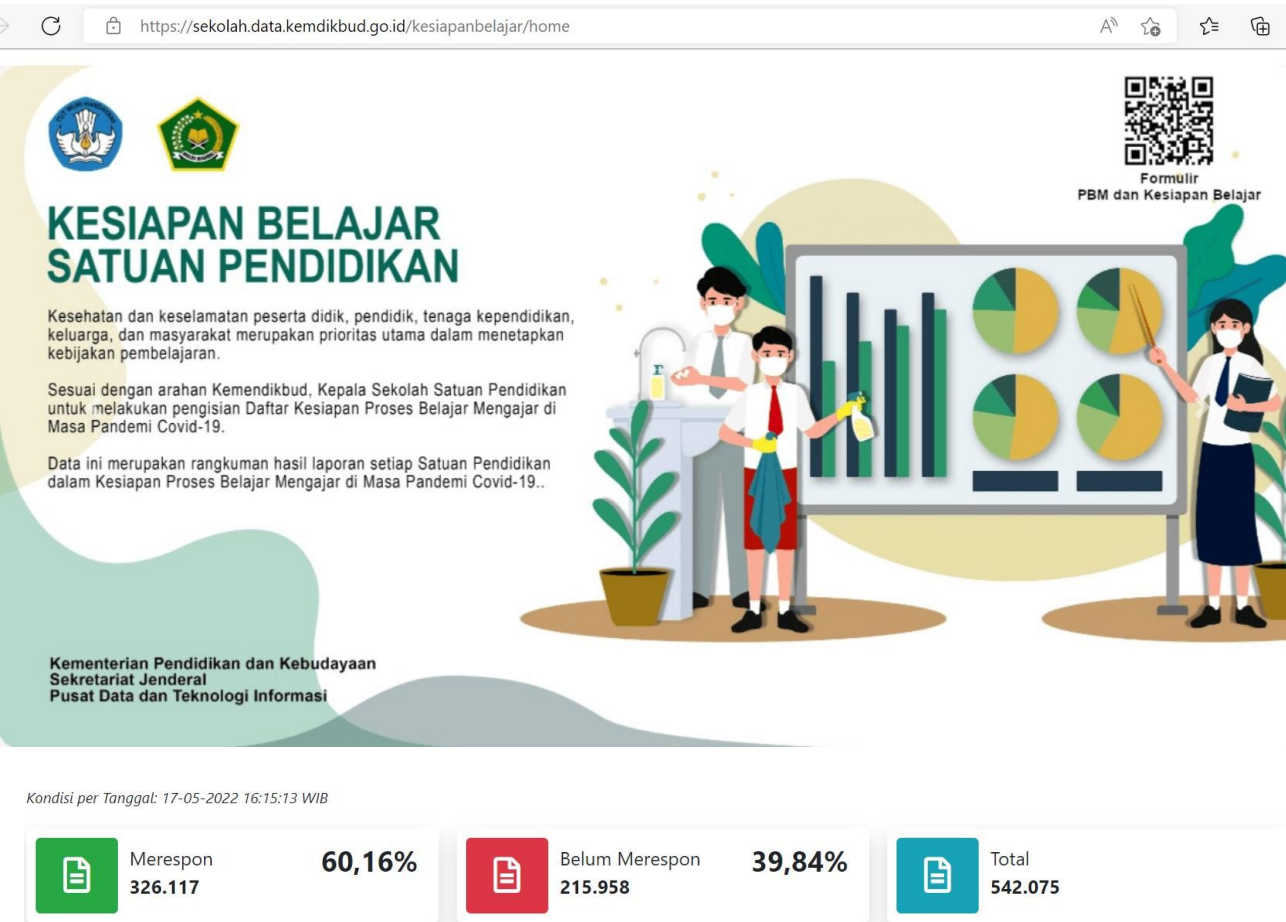 https://sekolah.data.kemdikbud.go.id/kesiapanbelajar/home
Formulir
PBM dan Kesiapan Belajar
KESIAPAN BELAJAR
SATUAN PENDIDIKAN
Kesehatan dan keselamatan peserta didik, pendidik, tenaga kependidikan,
keluarga, dan masyarakat merupakan prioritas utama dalam menetapkan
kebijakan pembelajaran.
Sesuai dengan arahan Kemendikbud, Kepala Sekolah Satuan Pendidikan
untuk melakukan pengisian Daftar Kesiapan Proses Belajar Mengajar di
Masa Pandemi Covid-19.
Data ini merupakan rangkuman hasil laporan setiap Satuan Pendidikan
dalam Kesiapan Proses Belajar Mengajar di Masa Pandemi Covid-19..
Kementerian Pendidikan dan Kebudayaan
Sekretariat Jenderal
Pusat Data dan Teknologi Informasi
Kondisi per Tanggal: 17-05-2022 16:15:13 WIB
Merespon 60,16%
326.117
Belum Merespon 39,84%
215.958
Total
542.075